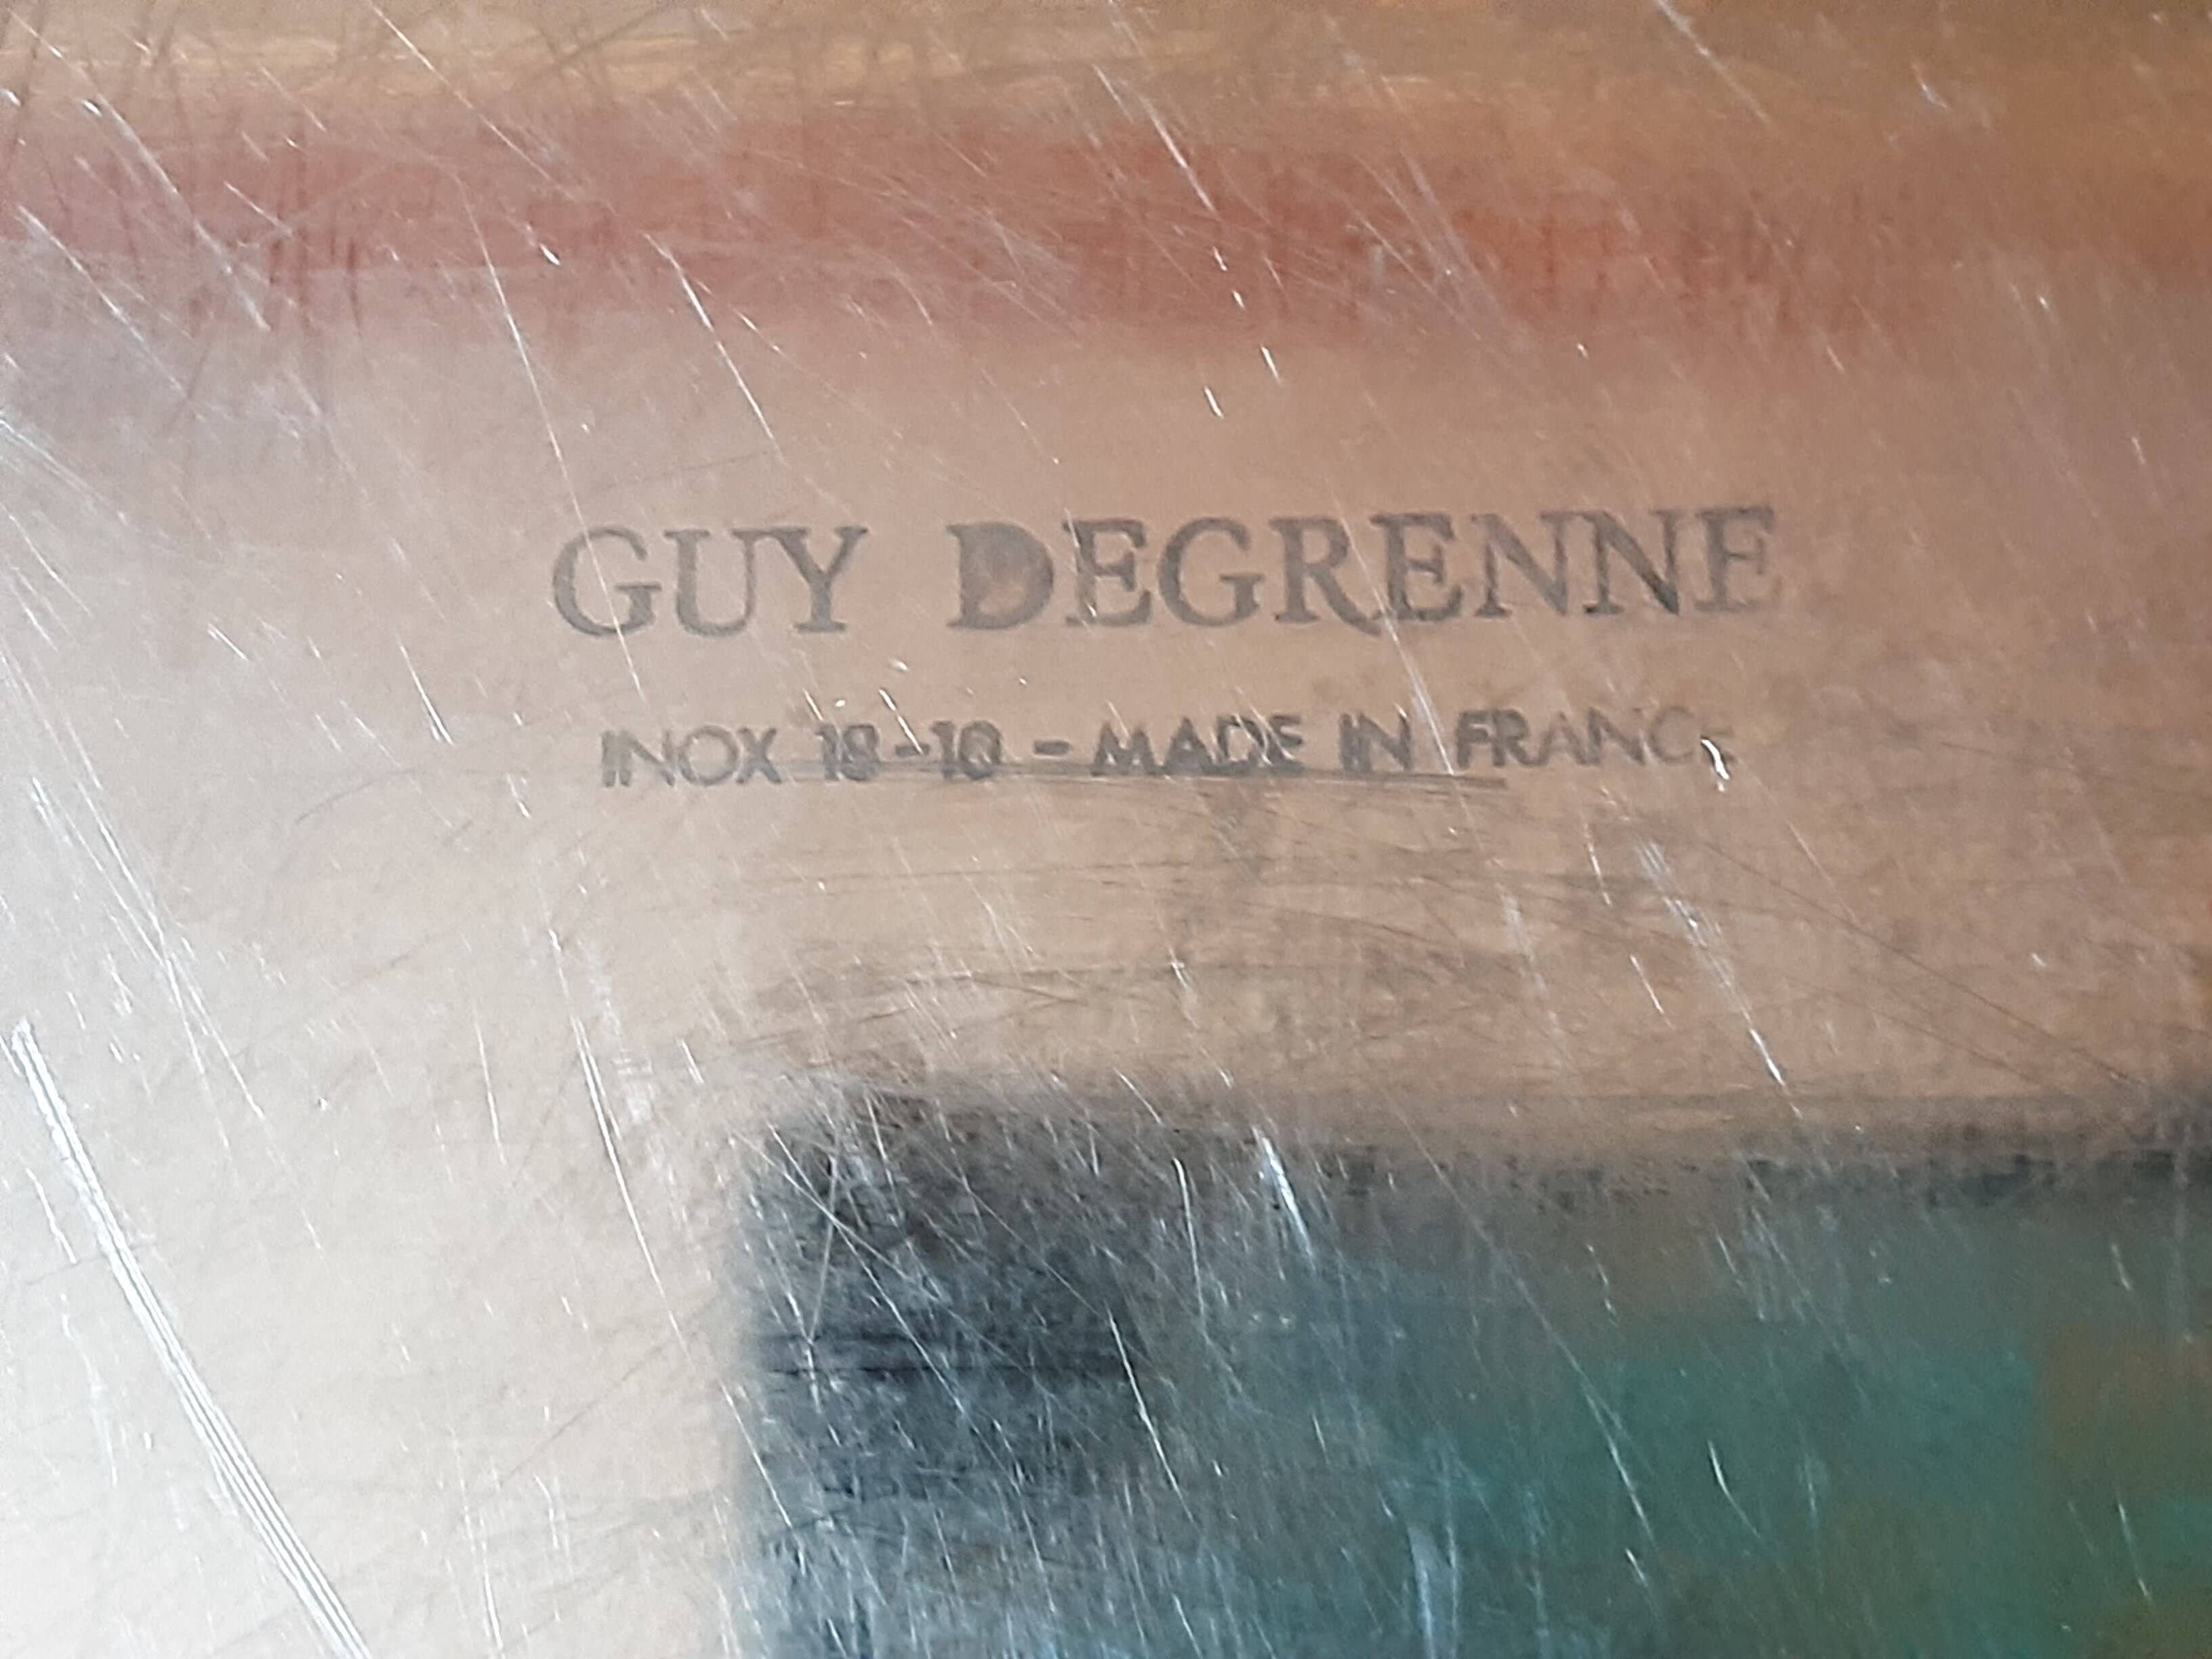 GUY DEGRENNE
INOX 18-10 - MADE IN FRANCE